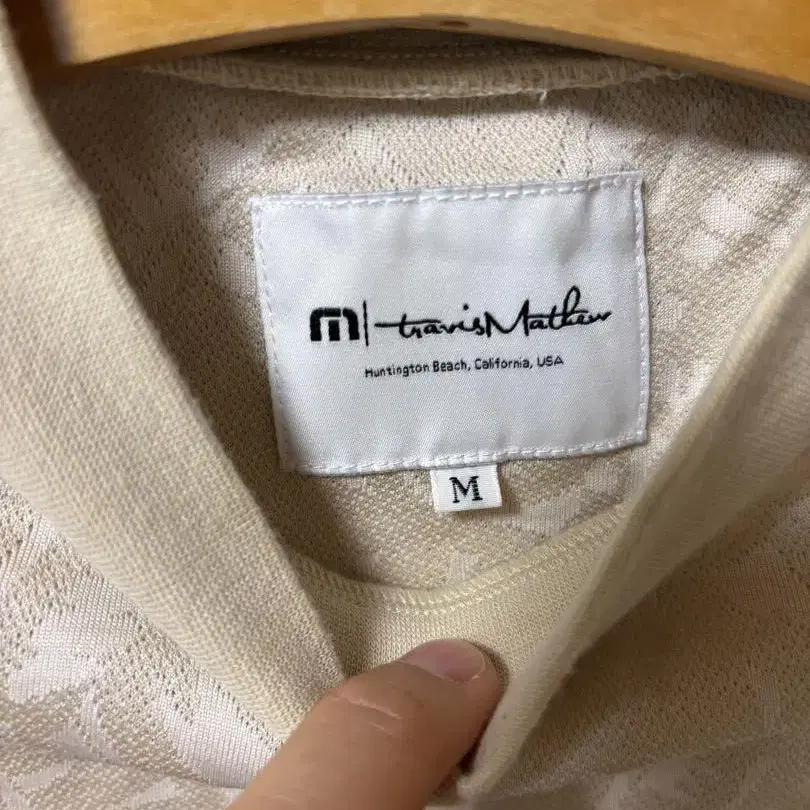 travisMathew
Huntington Beach, California, USA
M